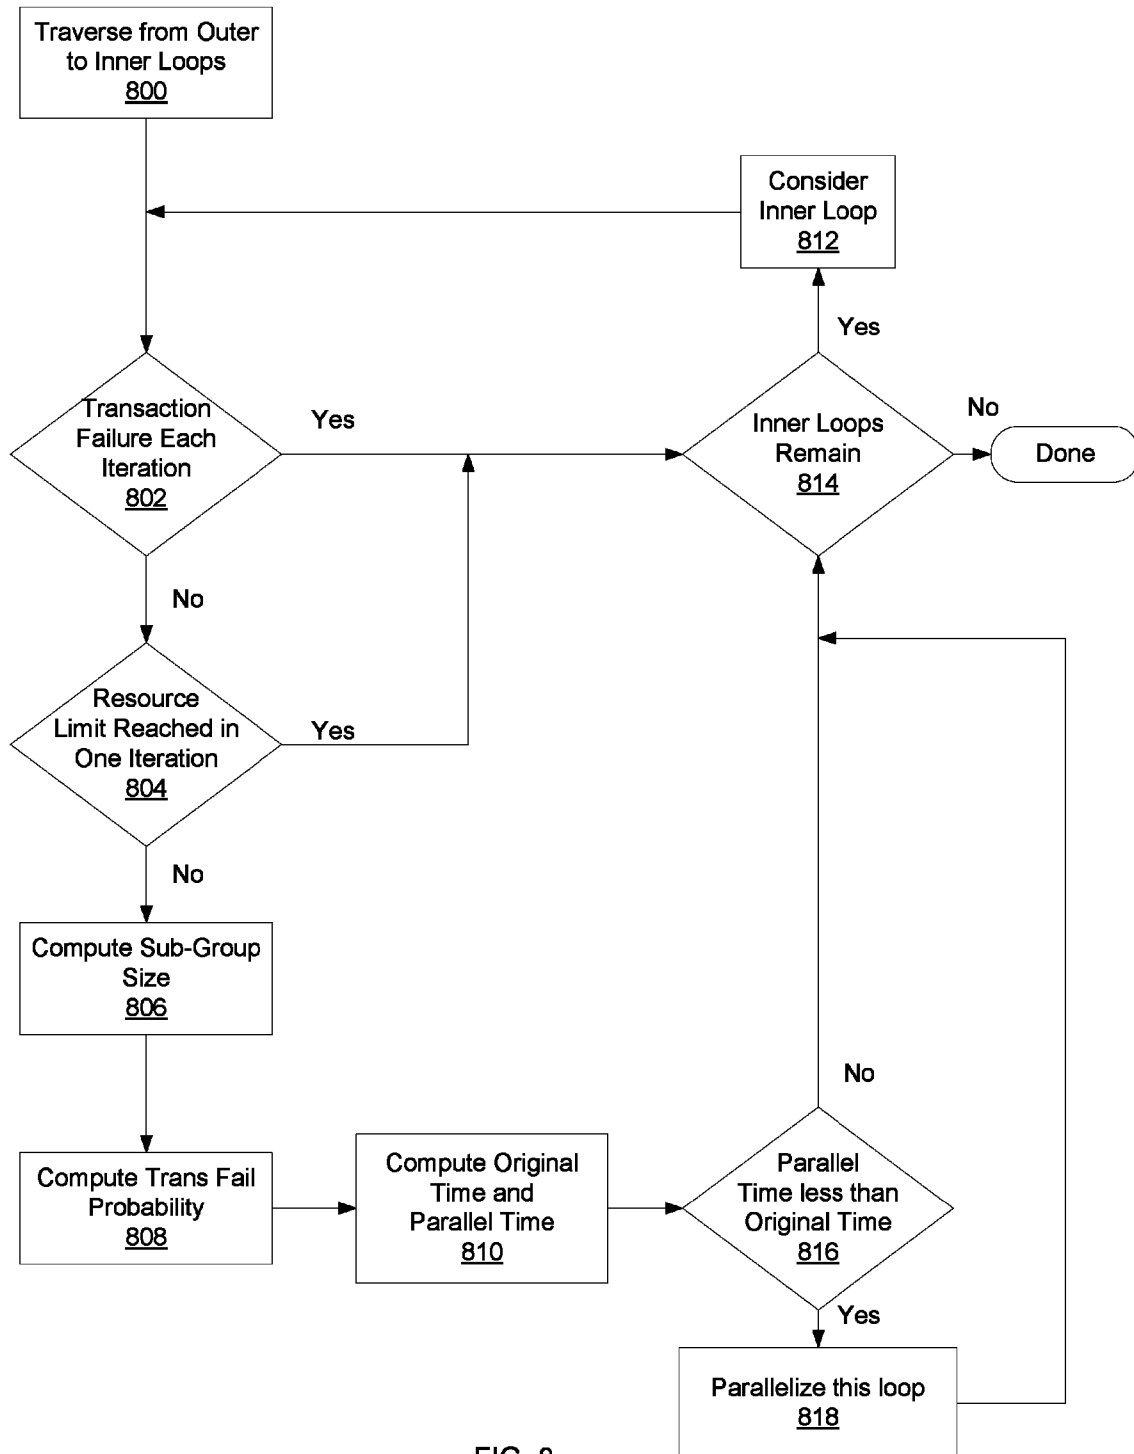 Traverse from Outer
to Inner Loops
800
Consider
Inner Loop
812
Yes
Transaction
Failure Each
Iteration
802
Yes
Inner Loops
Remain
814
No
Done
No
Resource
Limit Reached in
One Iteration
804
Yes
No
Compute Sub-Group
Size
806
Compute Trans Fail
Probability
808
Compute Original
Time and
Parallel Time
810
No
Parallel
Time less than
Original Time
816
Yes
Parallelize this loop
818
FIG. 8